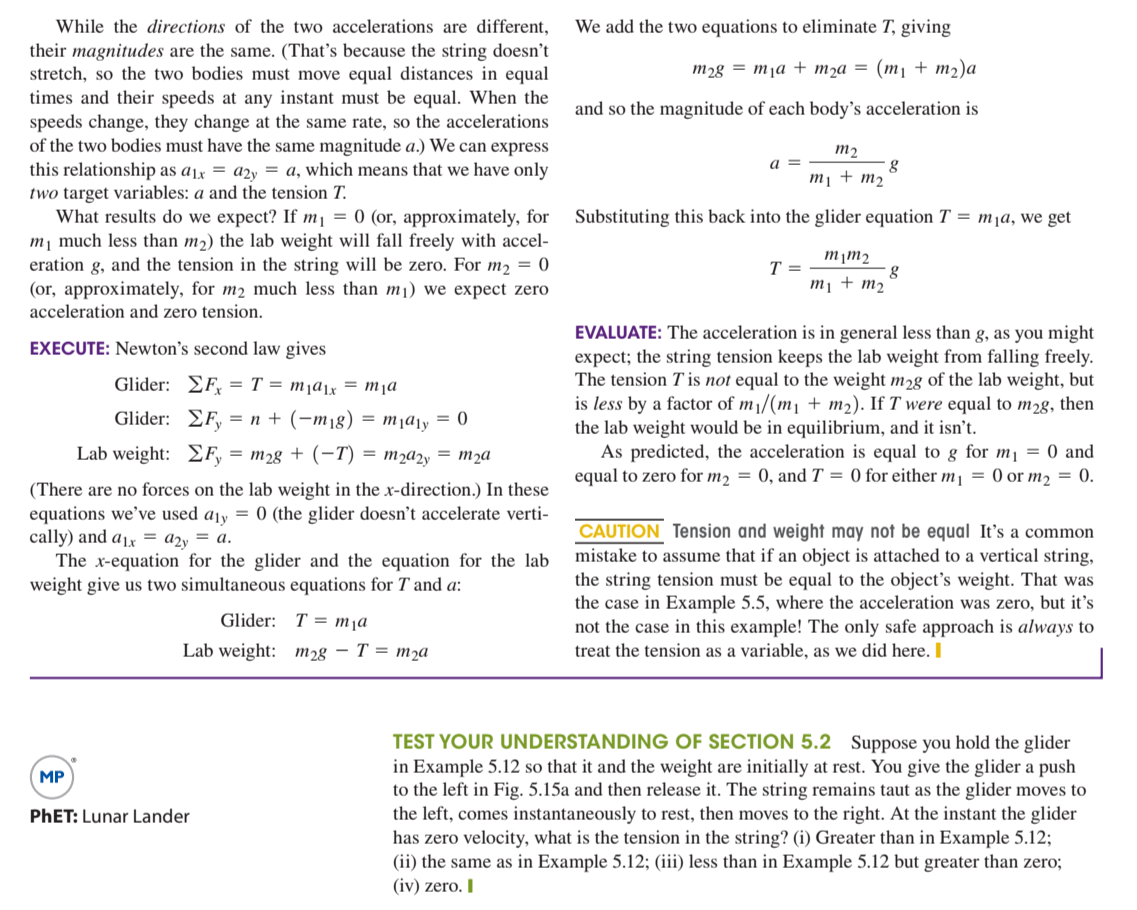 While the directions of the two accelerations are different,
their magnitudes are the same. (That's because the string doesn't
stretch, so the two bodies must move equal distances in equal
times and their speeds at any instant must be equal. When the
speeds change, they change at the same rate, so the accelerations
of the two bodies must have the same magnitude a.) We can express
this relationship as a₁ₓ = a₂ᵧ = a, which means that we have only
two target variables: a and the tension T.
What results do we expect? If m₁ = 0 (or, approximately, for
m₁ much less than m₂) the lab weight will fall freely with accel-
eration g, and the tension in the string will be zero. For m₂ = 0
(or, approximately, for m₂ much less than m₁) we expect zero
acceleration and zero tension.
EXECUTE: Newton's second law gives
Glider: ΣFₓ = T = m₁a₁ₓ = m₁a
Glider: ΣFᵧ = n + (−m₁g) = m₁a₁ᵧ = 0
Lab weight: ΣFᵧ = m₂g + (−T) = m₂a₂ᵧ = m₂a
(There are no forces on the lab weight in the x-direction.) In these
equations we've used a₁ᵧ = 0 (the glider doesn't accelerate verti-
cally) and a₁ₓ = a₂ᵧ = a.
The x-equation for the glider and the equation for the lab
weight give us two simultaneous equations for T and a:
Glider: T = m₁a
Lab weight: m₂g − T = m₂a
We add the two equations to eliminate T, giving
m₂g = m₁a + m₂a = (m₁ + m₂)a
and so the magnitude of each body's acceleration is
a = m₂ / (m₁ + m₂) g
Substituting this back into the glider equation T = m₁a, we get
T = m₁m₂ / (m₁ + m₂) g
EVALUATE: The acceleration is in general less than g, as you might
expect; the string tension keeps the lab weight from falling freely.
The tension T is not equal to the weight m₂g of the lab weight, but
is less by a factor of m₁/(m₁ + m₂). If T were equal to m₂g, then
the lab weight would be in equilibrium, and it isn't.
As predicted, the acceleration is equal to g for m₁ = 0 and
equal to zero for m₂ = 0, and T = 0 for either m₁ = 0 or m₂ = 0.
CAUTION Tension and weight may not be equal It's a common
mistake to assume that if an object is attached to a vertical string,
the string tension must be equal to the object's weight. That was
the case in Example 5.5, where the acceleration was zero, but it's
not the case in this example! The only safe approach is always to
treat the tension as a variable, as we did here.
MP
PhET: Lunar Lander
TEST YOUR UNDERSTANDING OF SECTION 5.2 Suppose you hold the glider
in Example 5.12 so that it and the weight are initially at rest. You give the glider a push
to the left in Fig. 5.15a and then release it. The string remains taut as the glider moves to
the left, comes instantaneously to rest, then moves to the right. At the instant the glider
has zero velocity, what is the tension in the string? (i) Greater than in Example 5.12;
(ii) the same as in Example 5.12; (iii) less than in Example 5.12 but greater than zero;
(iv) zero.